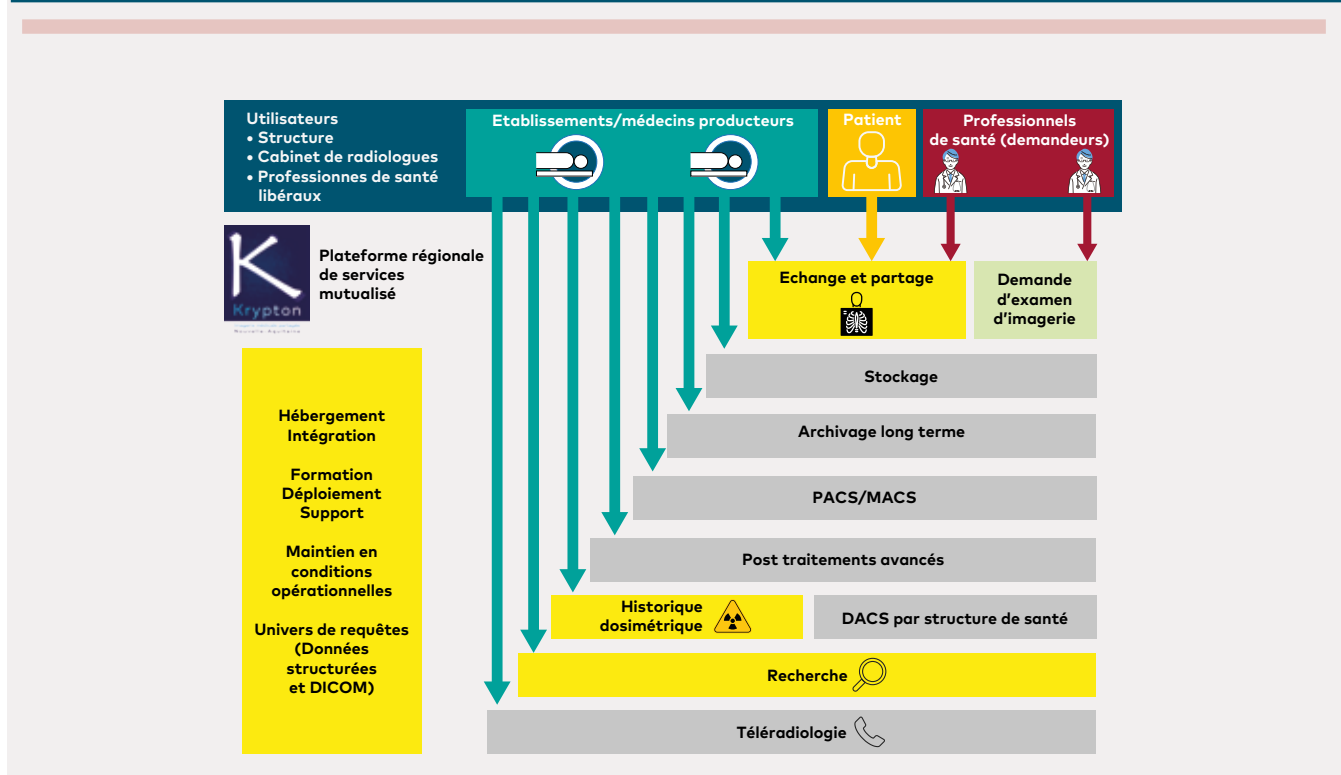 Utilisateurs
• Structure
• Cabinet de radiologues
• Professionnes de santé
libéraux
Etablissements/médecins producteurs
Patient
Professionnels
de santé (demandeurs)
K
Krypton
Plateforme régionale
de services
mutualisé
Echange et partage
Demande
d'examen
d'imagerie
Stockage
Archivage long terme
PACS/MACS
Post traitements avancés
Historique
dosimétrique
DACS par structure de santé
Recherche
Téléradiologie
Hébergement
Intégration
Formation
Déploiement
Support
Maintien en
conditions
opérationnelles
Univers de requêtes
(Données
structurées
et DICOM)